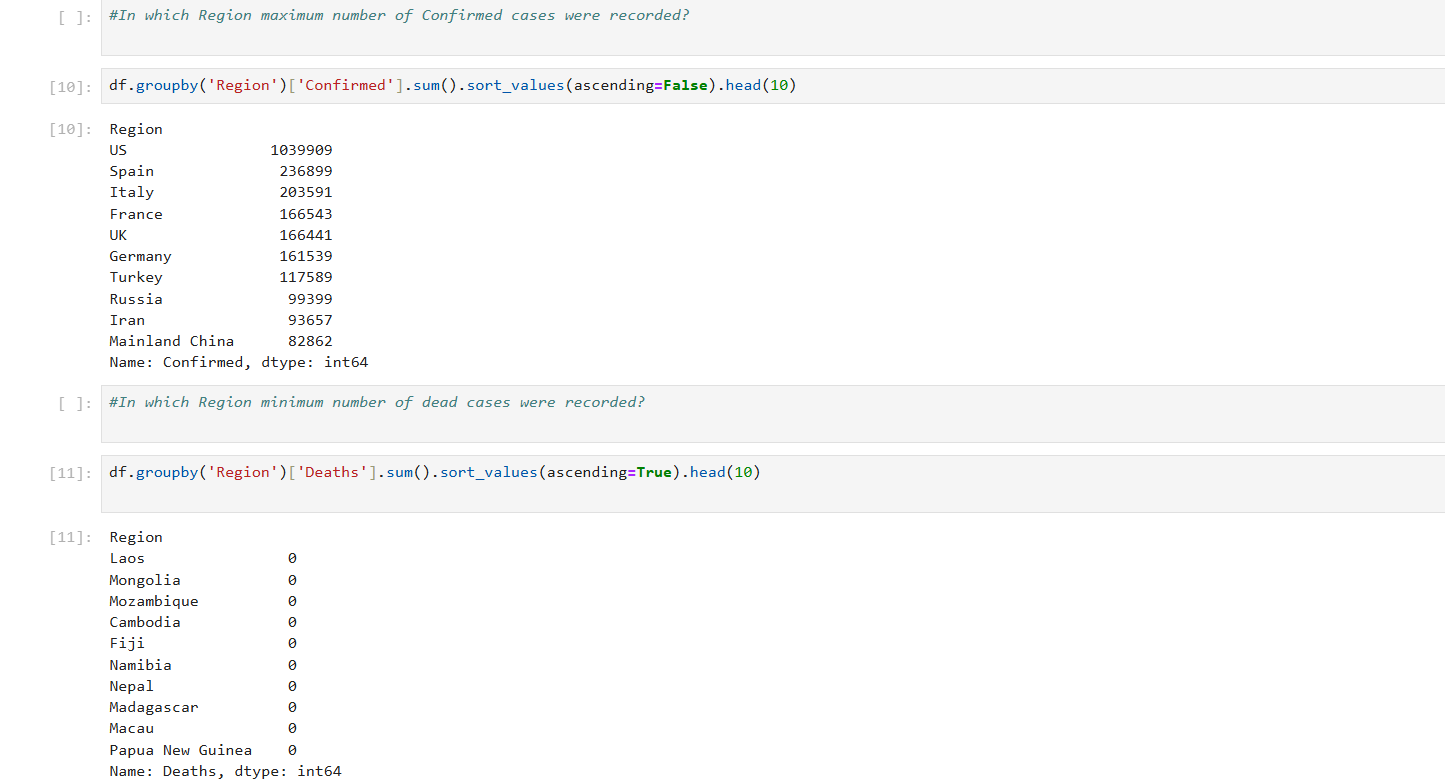 [ ]: #In which Region maximum number of Confirmed cases were recorded?
[10]: df.groupby('Region')['Confirmed'].sum().sort_values(ascending=False).head(10)
[10]: Region
US 1039909
Spain 236899
Italy 203591
France 166543
UK 166441
Germany 161539
Turkey 117589
Russia 99399
Iran 93657
Mainland China 82862
Name: Confirmed, dtype: int64
[ ]: #In which Region minimum number of dead cases were recorded?
[11]: df.groupby('Region')['Deaths'].sum().sort_values(ascending=True).head(10)
[11]: Region
Laos 0
Mongolia 0
Mozambique 0
Cambodia 0
Fiji 0
Namibia 0
Nepal 0
Madagascar 0
Macau 0
Papua New Guinea 0
Name: Deaths, dtype: int64